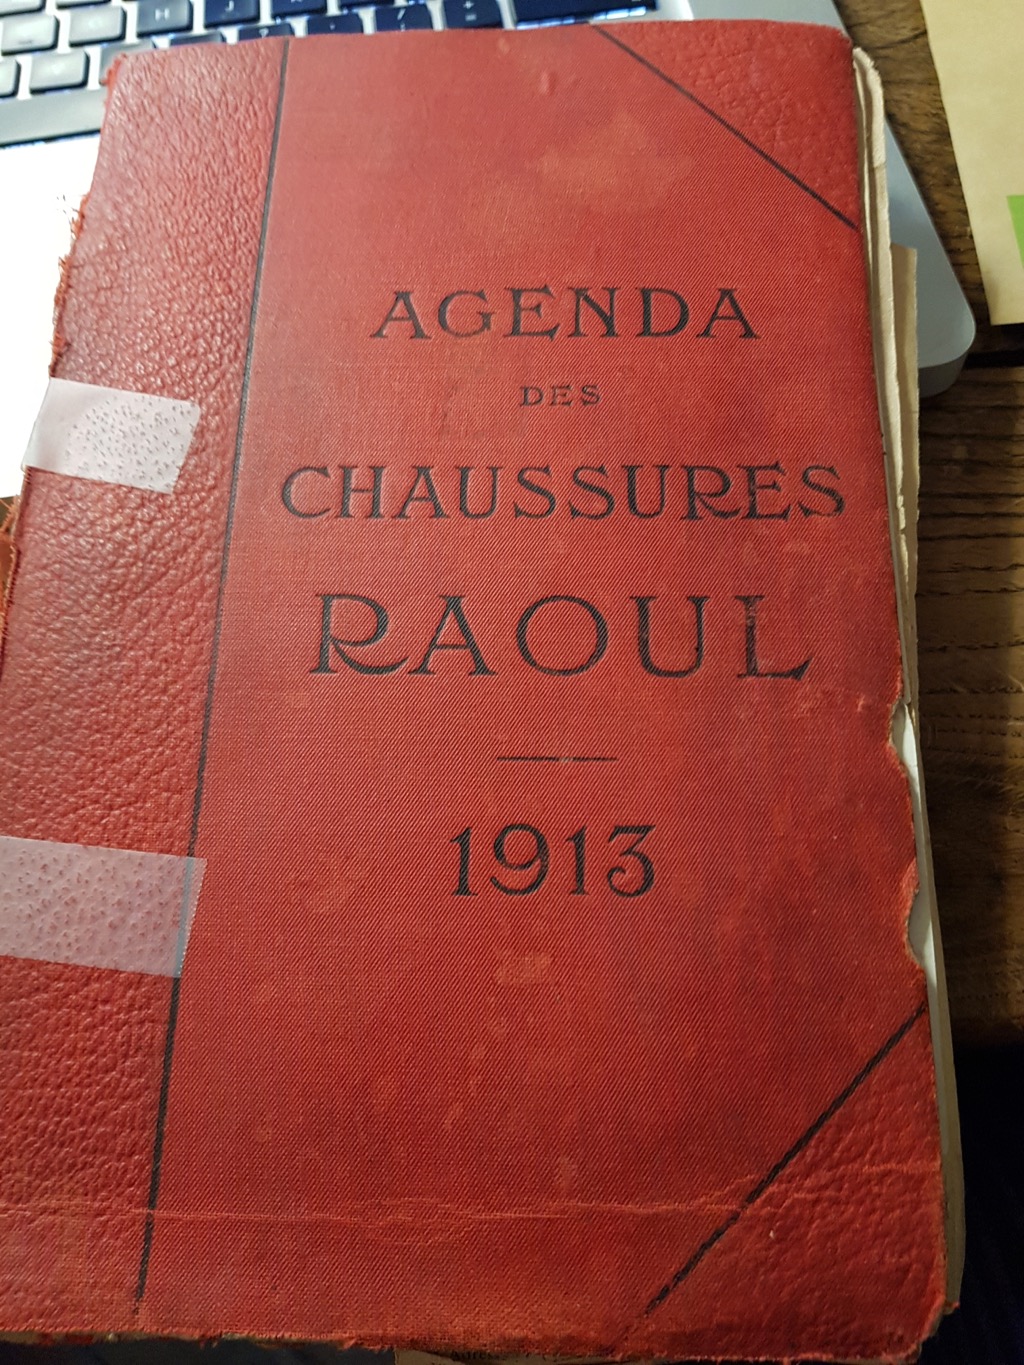 AGENDA
DES
CHAUSSURES
RAOUL
1913